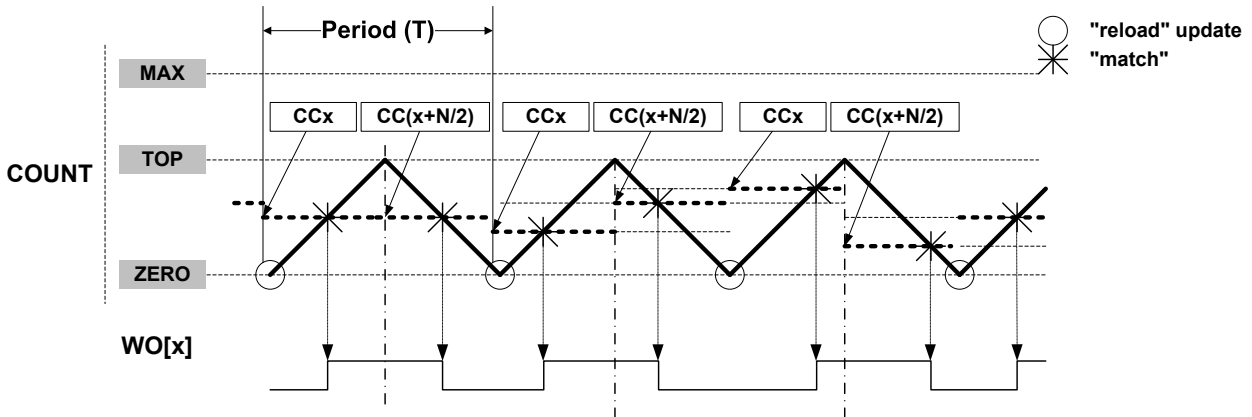 Period (T)
"reload" update
"match"
MAX
CCx
CC(x+N/2)
CCx
CC(x+N/2)
CCx
CC(x+N/2)
TOP
COUNT
ZERO
WO[x]